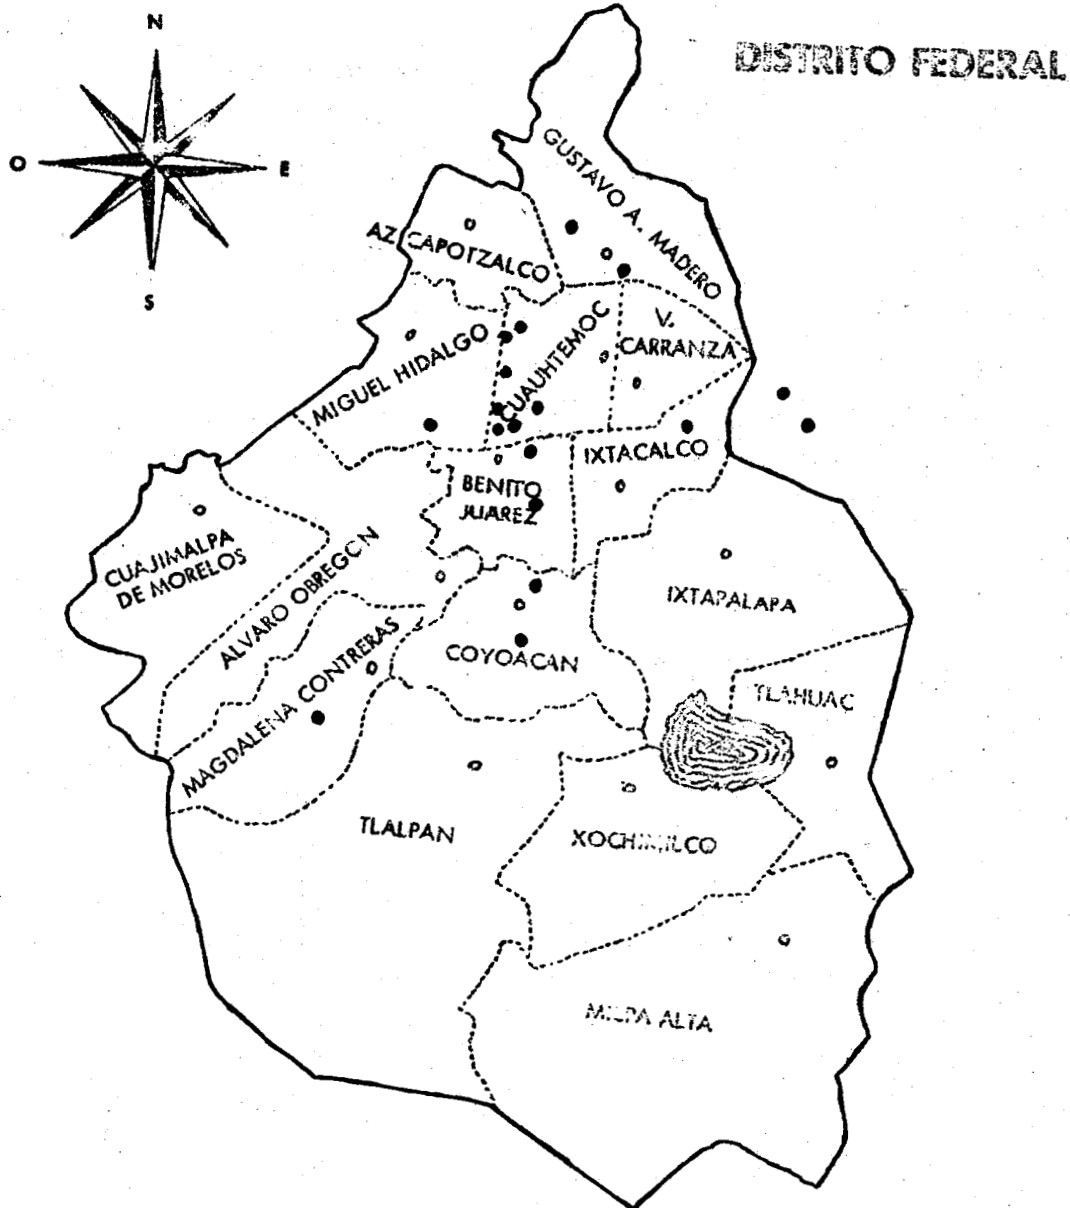 N
DISTRITO FEDERAL
O
E
S
GUSTAVO A. MADERO
AZCAPOTZALCO
MIGUEL HIDALGO
CUAUHTEMOC
V.
CARRANZA
IXTACALCO
BENITO
JUAREZ
CUAJIMALPA
DE MORELOS
ALVARO OBREGON
IXTAPALAPA
COYOACAN
MAGDALENA CONTRERAS
TLAHUAC
TLALPAN
XOCHIMILCO
MILPA ALTA